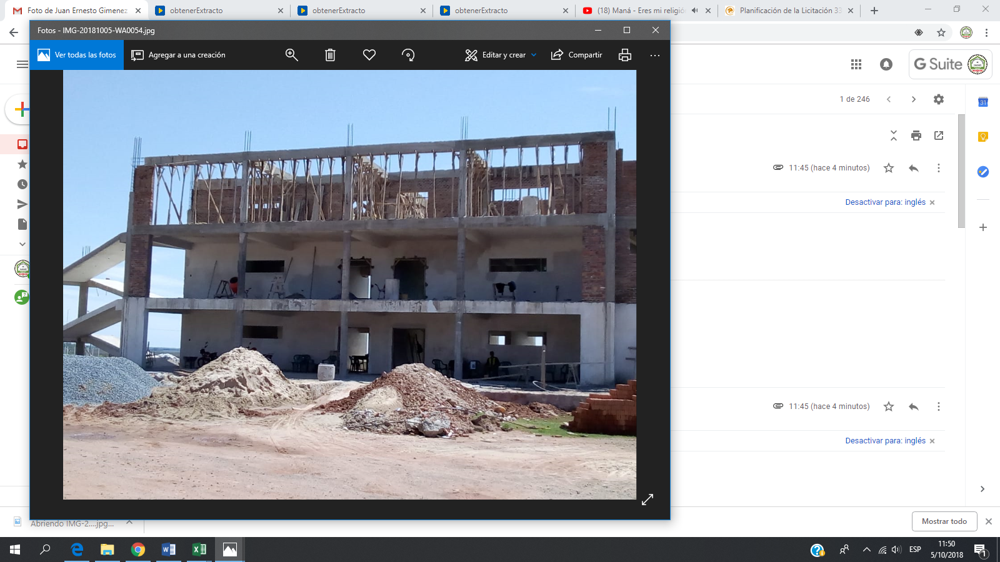 Foto de Juan Ernesto Gimenez
obtenerExtracto
obtenerExtracto
obtenerExtracto
(18) Maná - Eres mi religió
Planificación de la Licitación 33
Fotos - IMG-20181005-WA0054.jpg
Ver todas las fotos
Agregar a una creación
Editar y crear
Compartir
G Suite
1 de 246
31
11:45 (hace 4 minutos)
Desactivar para: inglés
11:45 (hace 4 minutos)
Desactivar para: inglés
Abriendo IMG-2....jpg...
Mostrar todo
ESP
11:50
5/10/2018
1